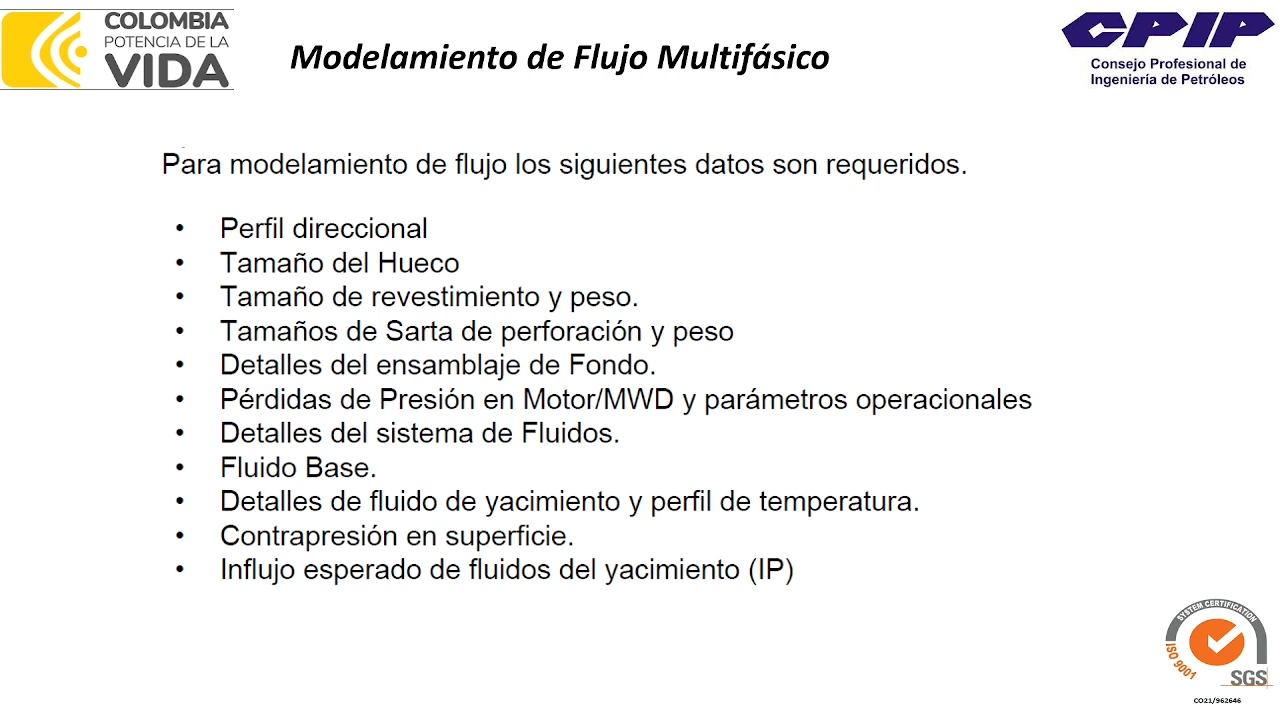 COLOMBIA
POTENCIA DE LA
VIDA
Modelamiento de Flujo Multifásico
CPIP
Consejo Profesional de
Ingeniería de Petróleos
Para modelamiento de flujo los siguientes datos son requeridos.
• Perfil direccional
• Tamaño del Hueco
• Tamaño de revestimiento y peso.
• Tamaños de Sarta de perforación y peso
• Detalles del ensamblaje de Fondo.
• Pérdidas de Presión en Motor/MWD y parámetros operacionales
• Detalles del sistema de Fluidos.
• Fluido Base.
• Detalles de fluido de yacimiento y perfil de temperatura.
• Contrapresión en superficie.
• Influjo esperado de fluidos del yacimiento (IP)
SYSTEM CERTIFICATION
ISO 9001
SGS
CO21/962646